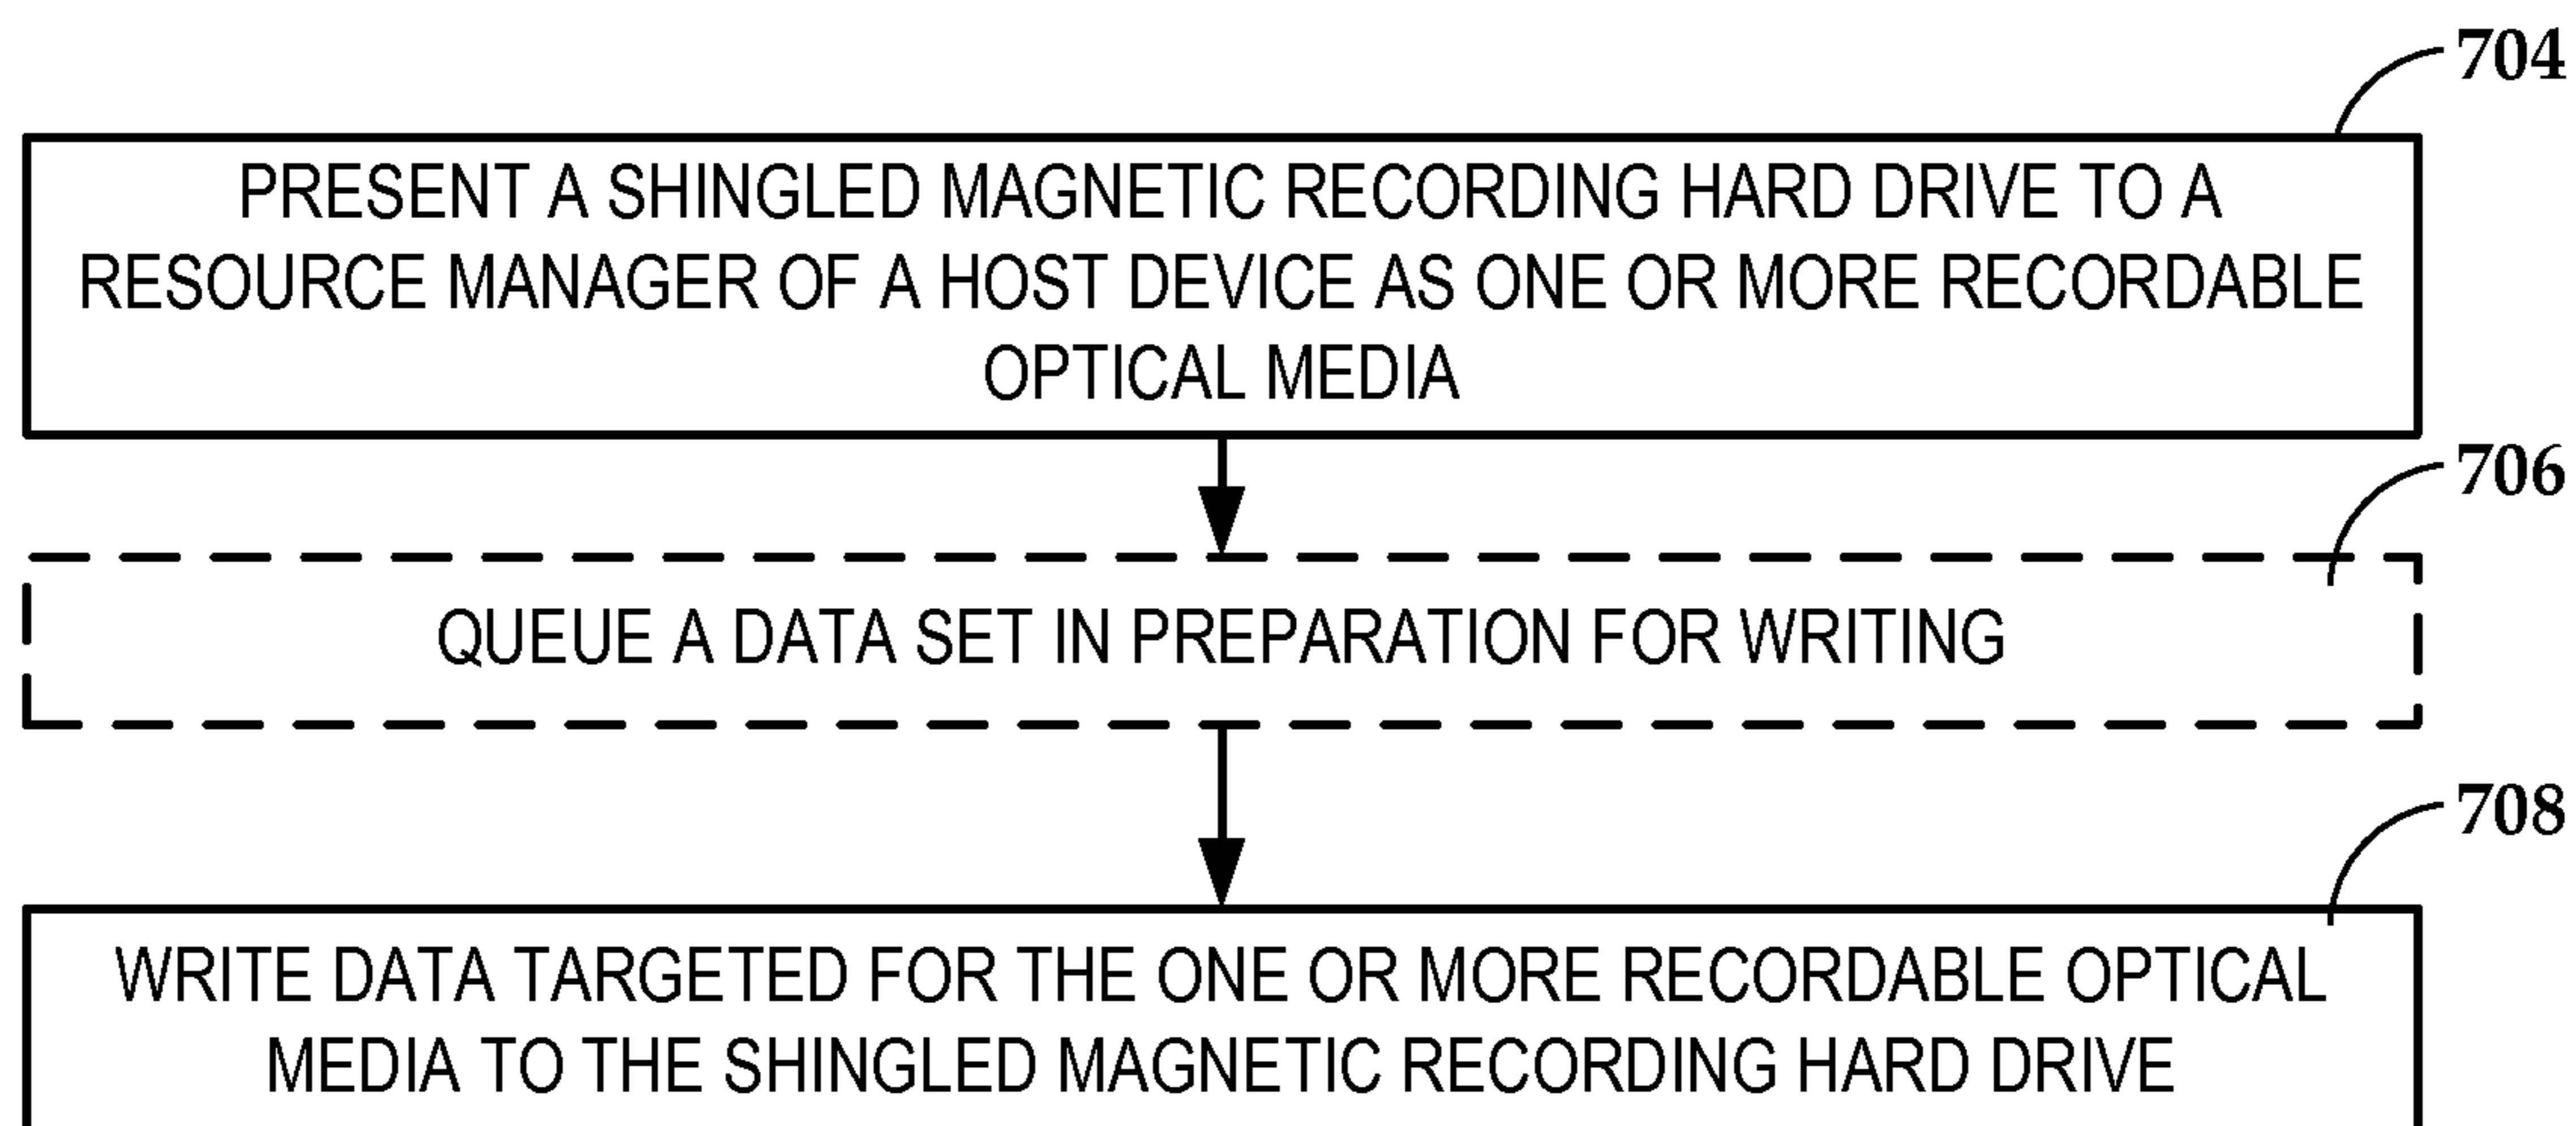 704
PRESENT A SHINGLED MAGNETIC RECORDING HARD DRIVE TO A
RESOURCE MANAGER OF A HOST DEVICE AS ONE OR MORE RECORDABLE
OPTICAL MEDIA
706
QUEUE A DATA SET IN PREPARATION FOR WRITING
708
WRITE DATA TARGETED FOR THE ONE OR MORE RECORDABLE OPTICAL
MEDIA TO THE SHINGLED MAGNETIC RECORDING HARD DRIVE